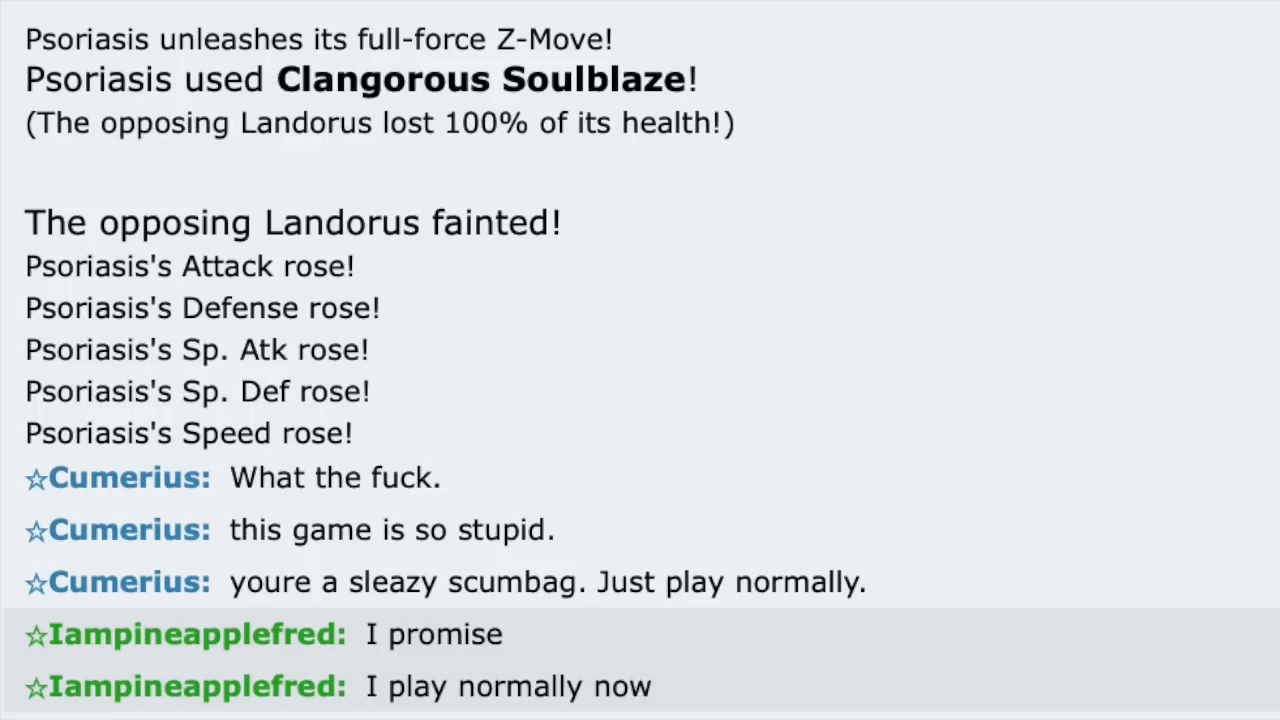 Psoriasis unleashes its full-force Z-Move!
Psoriasis used Clangorous Soulblaze!
(The opposing Landorus lost 100% of its health!)
The opposing Landorus fainted!
Psoriasis's Attack rose!
Psoriasis's Defense rose!
Psoriasis's Sp. Atk rose!
Psoriasis's Sp. Def rose!
Psoriasis's Speed rose!
☆Cumerius: What the fuck.
☆Cumerius: this game is so stupid.
☆Cumerius: youre a sleazy scumbag. Just play normally.
☆Iampineapplefred: I promise
☆Iampineapplefred: I play normally now